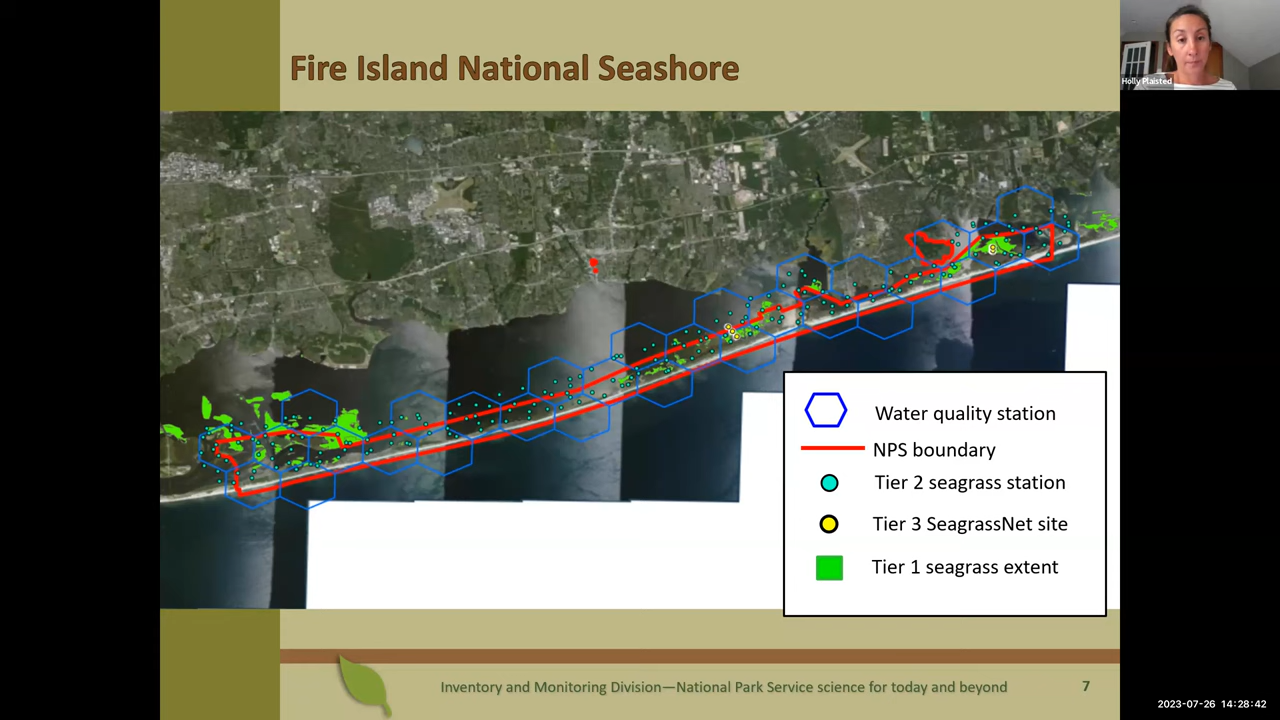 Fire Island National Seashore
Holly Plaisted
Water quality station
NPS boundary
Tier 2 seagrass station
Tier 3 SeagrassNet site
Tier 1 seagrass extent
Inventory and Monitoring Division—National Park Service science for today and beyond
7
2023-07-26 14:28:42